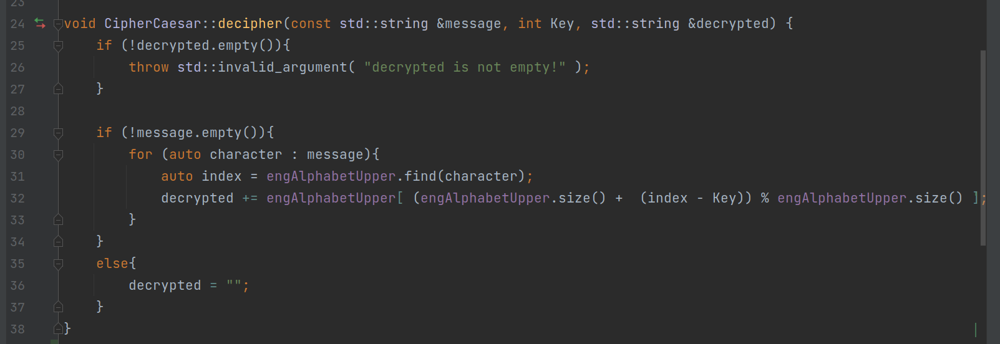 23
24 void CipherCaesar::decipher(const std::string &message, int Key, std::string &decrypted) {
25     if (!decrypted.empty()){
26         throw std::invalid_argument( "decrypted is not empty!" );
27     }
28
29     if (!message.empty()){
30         for (auto character : message){
31             auto index = engAlphabetUpper.find(character);
32             decrypted += engAlphabetUpper[ (engAlphabetUpper.size() +  (index - Key)) % engAlphabetUpper.size() ];
33         }
34     }
35     else{
36         decrypted = "";
37     }
38 }